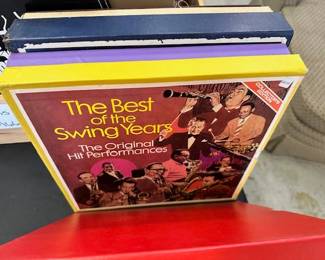 The Best
of the
Swing Years
The Original
Hit Performances